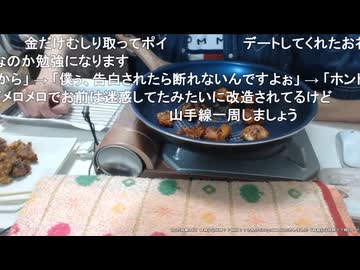 金だけむしり取ってポイ
デートしてくれたおれ
なのか勉強になります
から」→「僕ぅ、告白されたら断れないんですよぉ」→「ホント
メロメロでお前は迷惑してたみたいに改造されてるけど
山手線一周しましょう